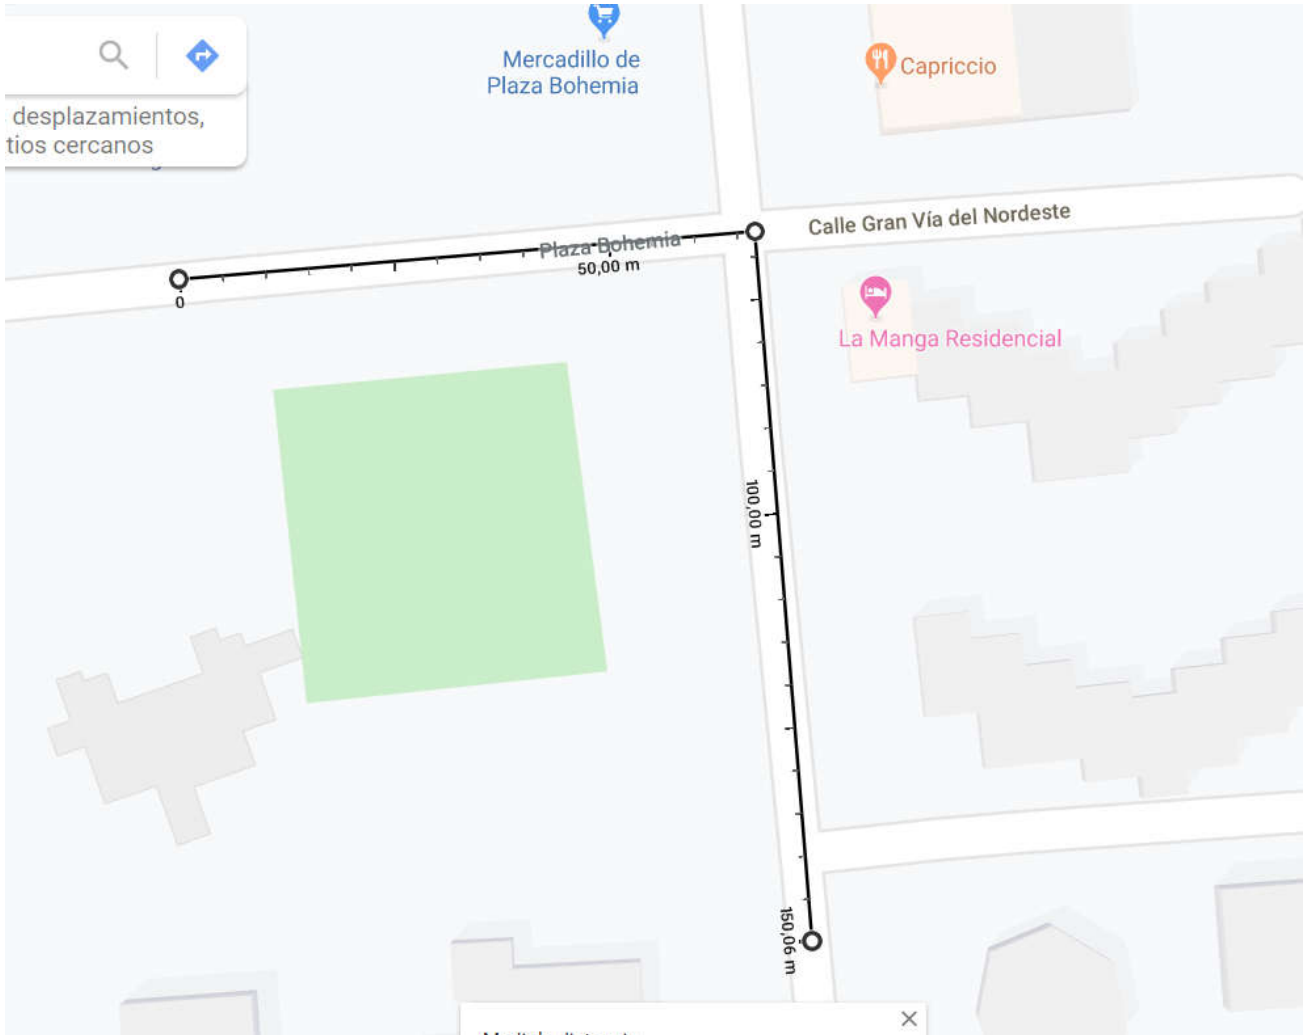 Mercadillo de
Plaza Bohemia
Capriccio
desplazamientos,
tios cercanos
Calle Gran Vía del Nordeste
Plaza Bohemia
50,00 m
0
La Manga Residencial
100,00 m
150,06 m